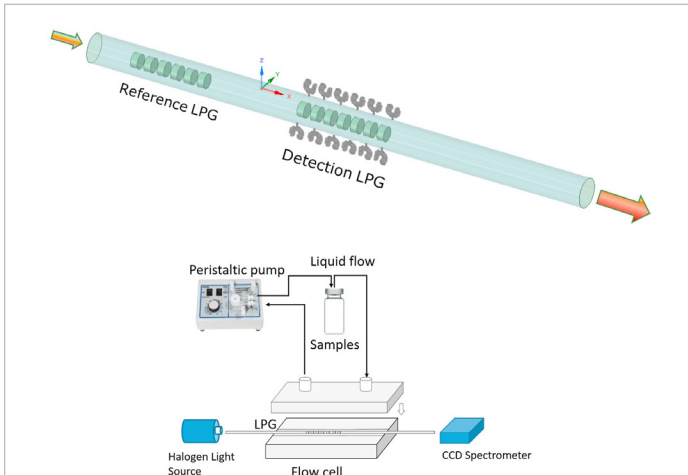 Z
Y
X
Reference LPG
Detection LPG
Liquid flow
Peristaltic pump
Samples
LPG
Halogen Light
Source
Flow cell
CCD Spectrometer